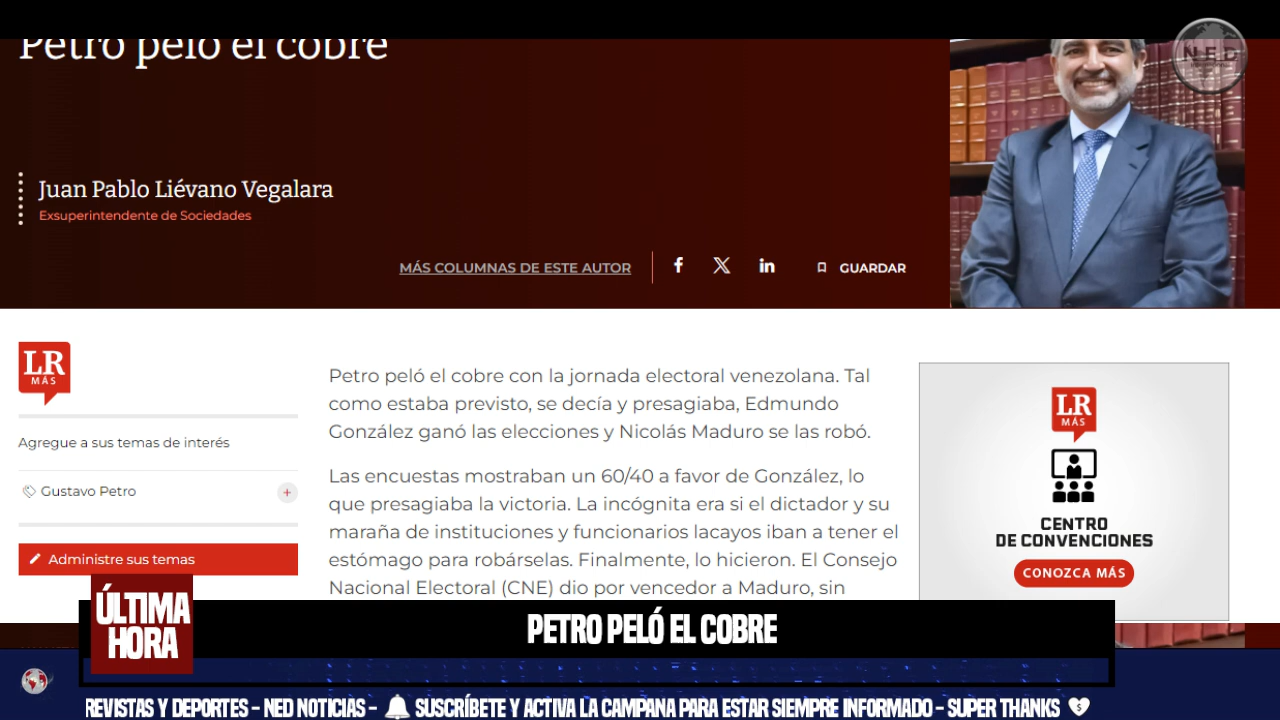 Petro peló el cobre
N.E.D
Juan Pablo Liévano Vegalara
Exsuperintendente de Sociedades
MÁS COLUMNAS DE ESTE AUTOR
GUARDAR
LR
MÁS
Agregue a sus temas de interés
Gustavo Petro
+
Administre sus temas
Petro peló el cobre con la jornada electoral venezolana. Tal
como estaba previsto, se decía y presagiaba, Edmundo
González ganó las elecciones y Nicolás Maduro se las robó.
Las encuestas mostraban un 60/40 a favor de González, lo
que presagiaba la victoria. La incógnita era si el dictador y su
maraña de instituciones y funcionarios lacayos iban a tener el
estómago para robárselas. Finalmente, lo hicieron. El Consejo
Nacional Electoral (CNE) dio por vencedor a Maduro, sin
LR
MÁS
CENTRO
DE CONVENCIONES
CONOZCA MÁS
ÚLTIMA
HORA
PETRO PELÓ EL COBRE
REVISTAS Y DEPORTES - NED NOTICIAS - SUSCRÍBETE Y ACTIVA LA CAMPANA PARA ESTAR SIEMPRE INFORMADO - SUPER THANKS